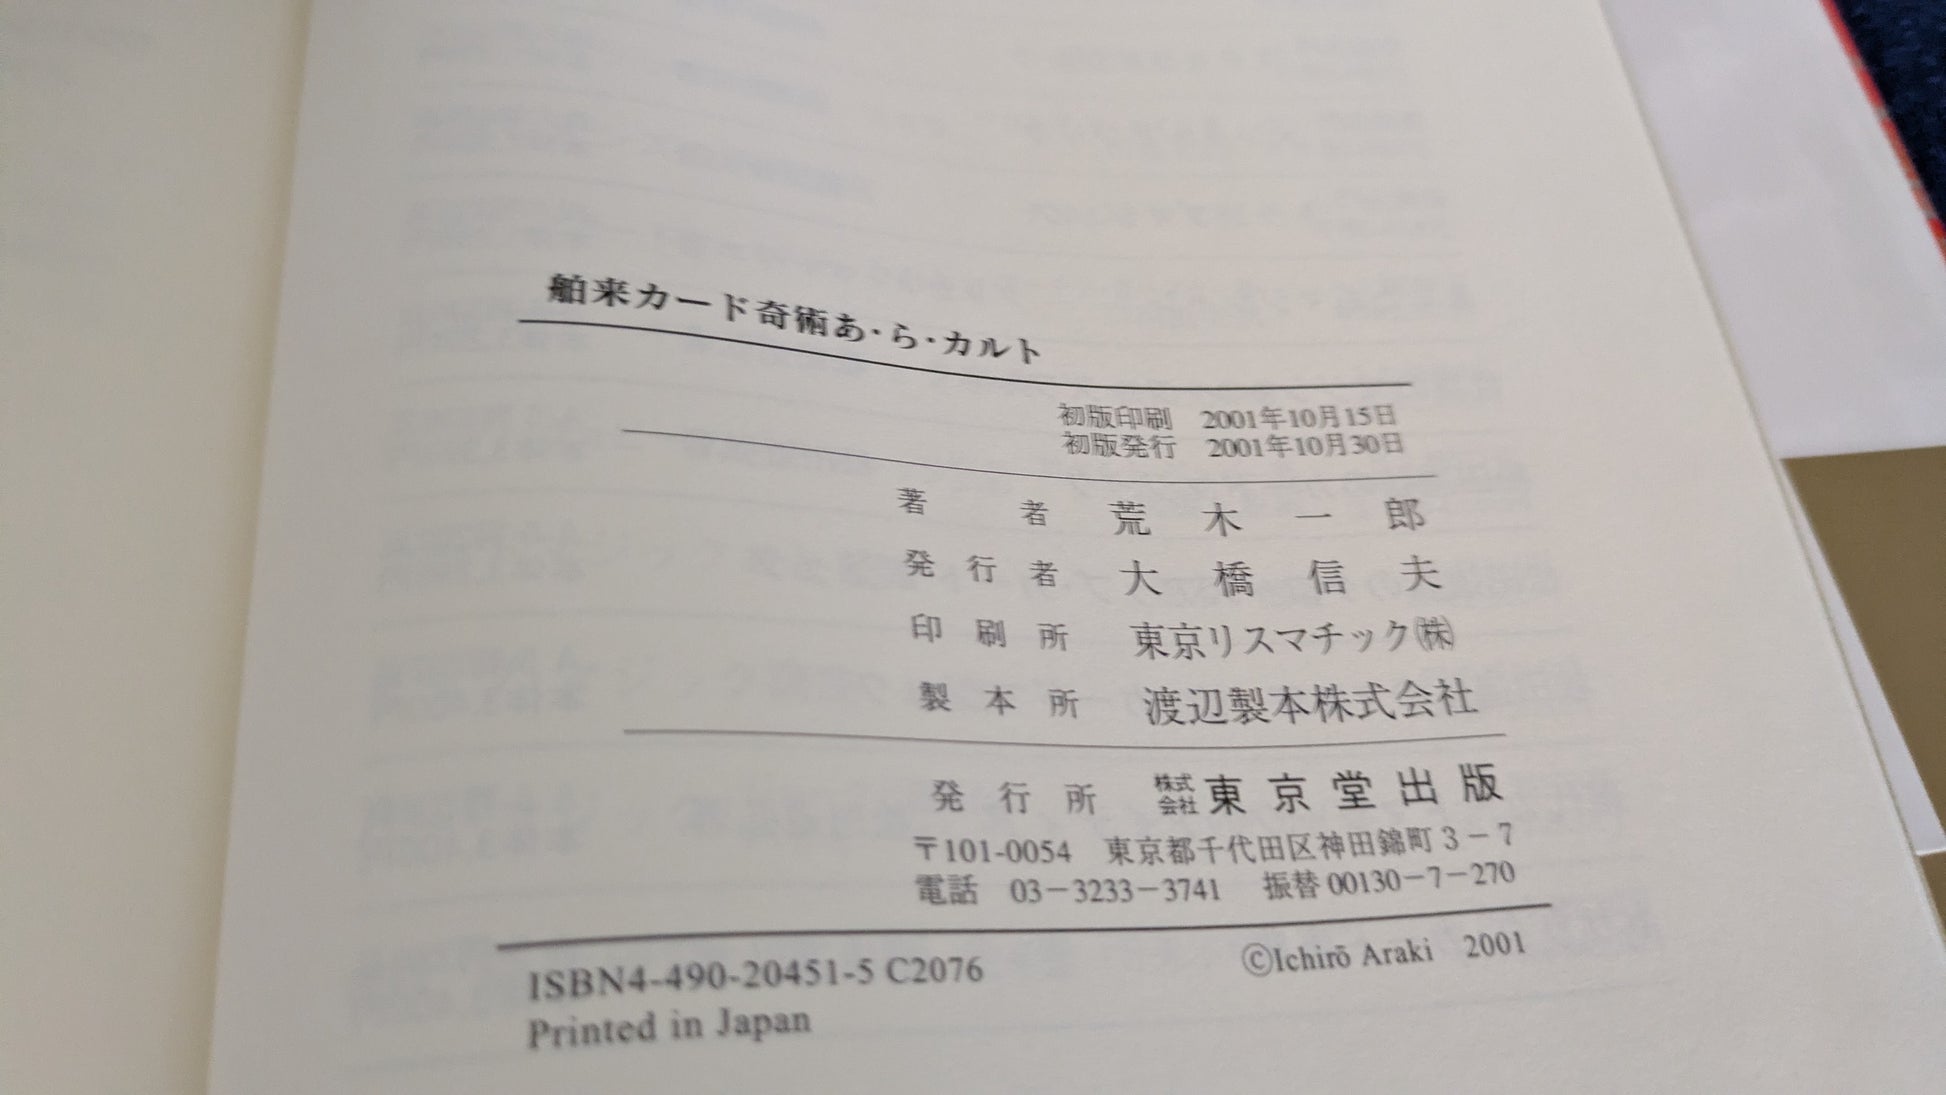 舶来カード奇術あ・ら・カルト
初版印刷　2001年10月15日
初版発行　2001年10月30日
著者　荒木一郎
発行者　大橋信夫
印刷所　東京リスマチック㈱
製本所　渡辺製本株式会社
発行所　株式会社東京堂出版
〒101-0054　東京都千代田区神田錦町3－7
電話　03－3233－3741　振替00130－7－270
ISBN4-490-20451-5 C2076
©Ichirō Araki　2001
Printed in Japan